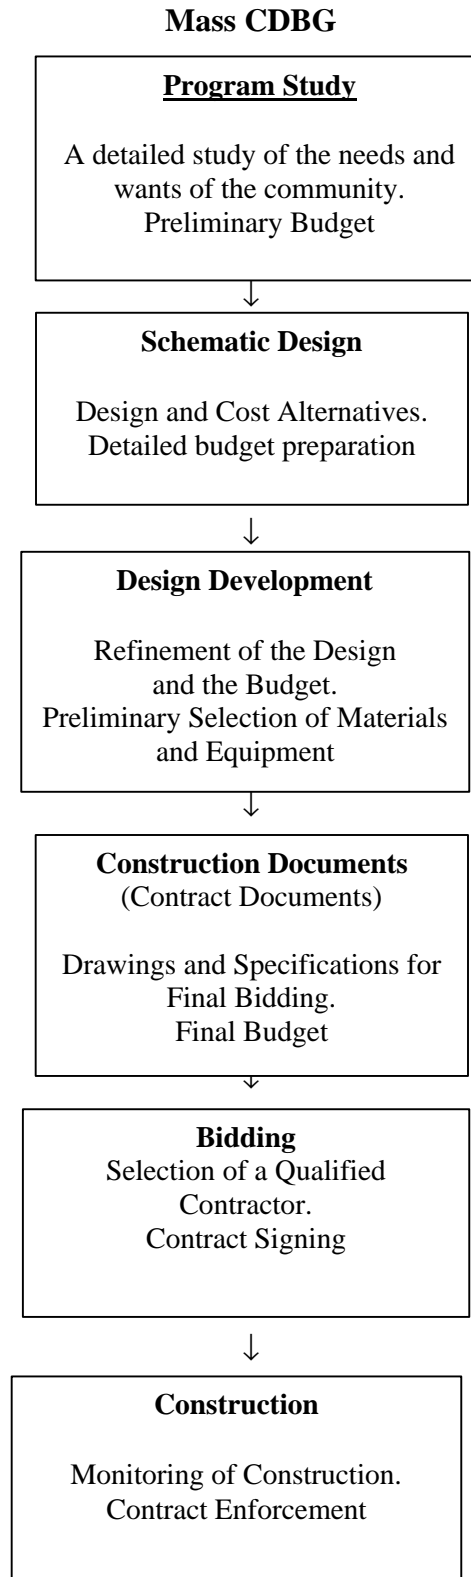 Mass CDBG
Program Study
A detailed study of the needs and
wants of the community.
Preliminary Budget
Schematic Design
Design and Cost Alternatives.
Detailed budget preparation
Design Development
Refinement of the Design
and the Budget.
Preliminary Selection of Materials
and Equipment
Construction Documents
(Contract Documents)
Drawings and Specifications for
Final Bidding.
Final Budget
Bidding
Selection of a Qualified
Contractor.
Contract Signing
Construction
Monitoring of Construction.
Contract Enforcement